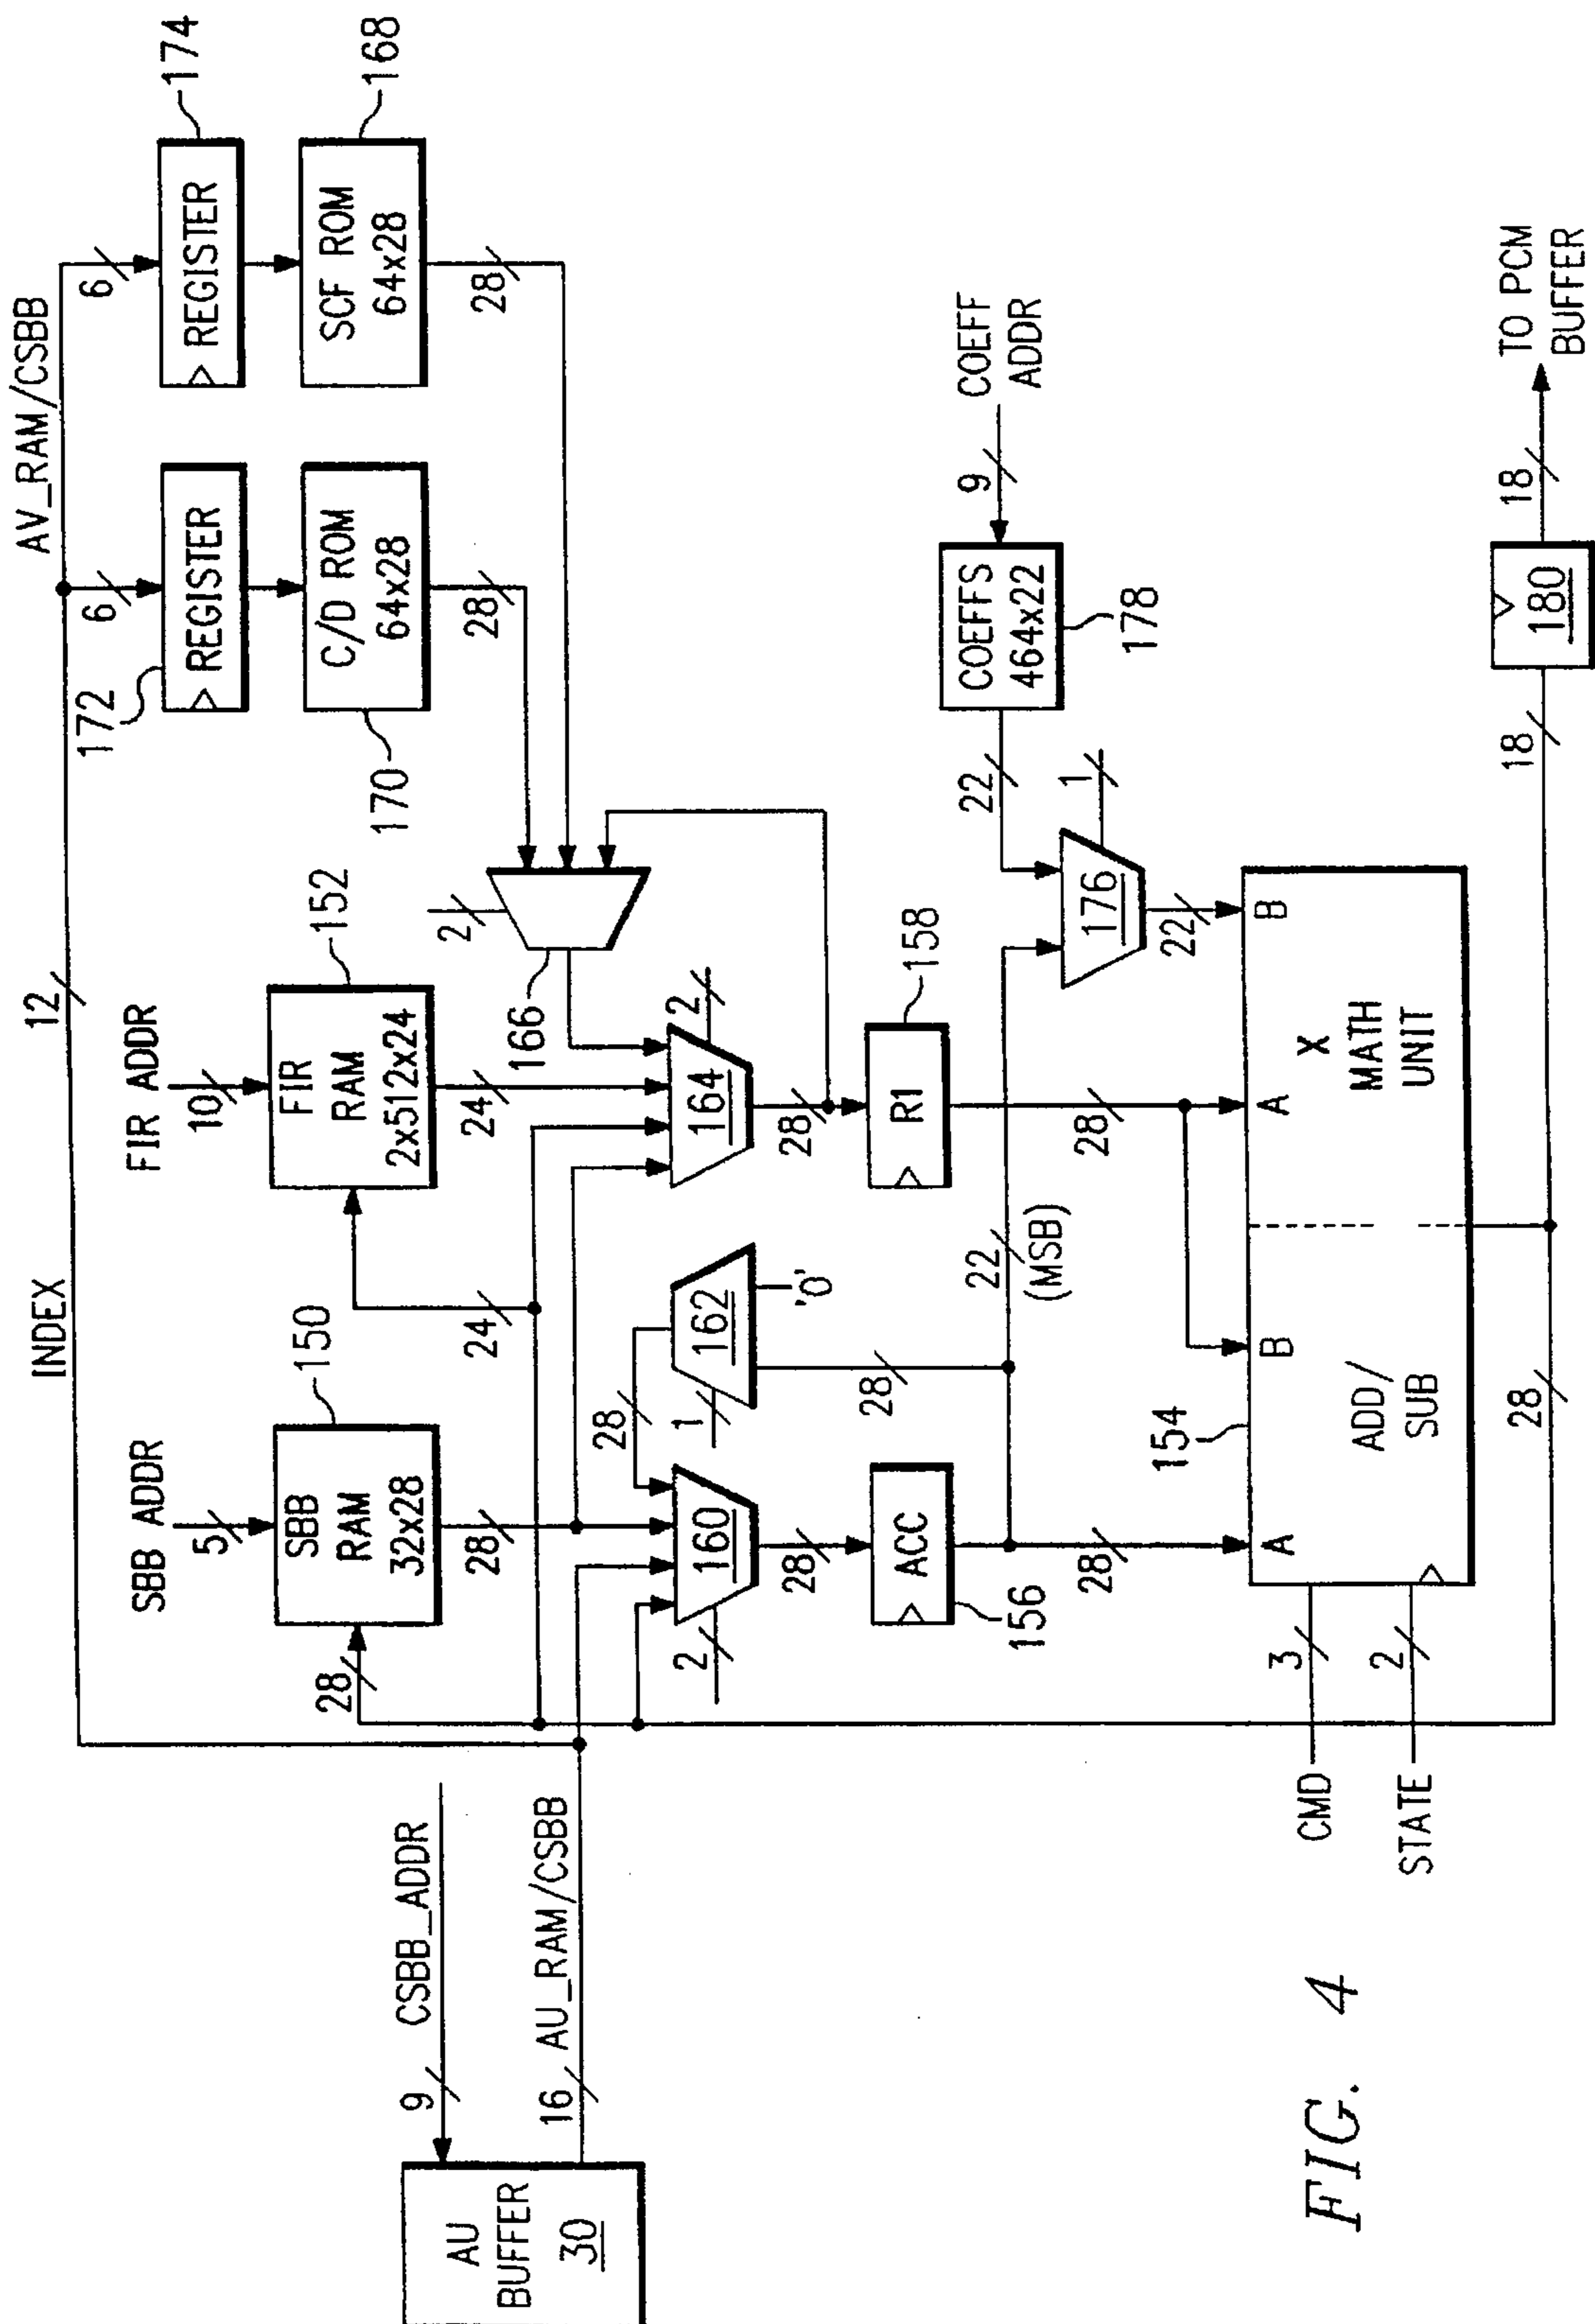 AU
BUFFER
30
9
CSBB_ADDR
16
AU_RAM/CSBB
INDEX
12
AV_RAM/CSBB
SBB ADDR
5
SBB
RAM
32x28
150
28
28
FIR ADDR
10
FIR
RAM
2x512x24
152
24
24
6
REGISTER
172
C/D ROM
64x28
170
28
6
REGISTER
174
SCF ROM
64x28
168
28
2
166
160
2
28
28
162
1
'0'
28
164
2
28
ACC
156
28
R1
158
28
22
(MSB)
COEFF
ADDR
9
COEFFS
464x22
178
22
176
1
22
A
B
A
B
154
ADD/
SUB
X
MATH
UNIT
CMD
3
STATE
2
28
18
180
18
TO PCM
BUFFER
FIG. 4